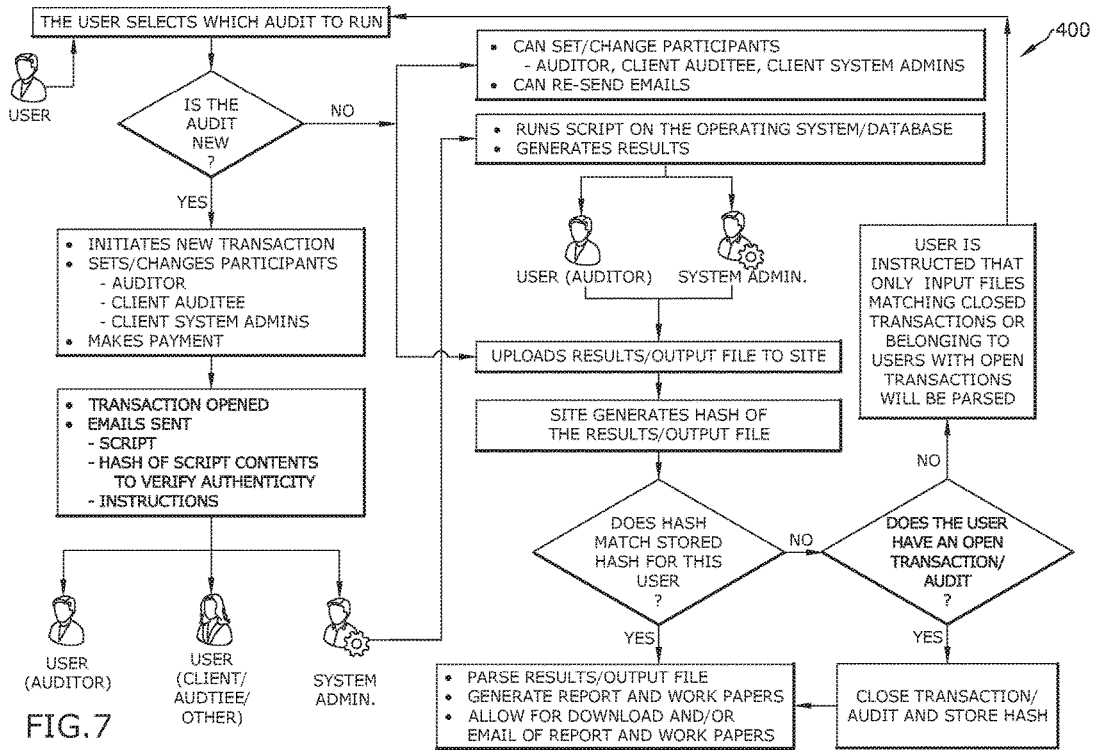 THE USER SELECTS WHICH AUDIT TO RUN
400
USER
IS THE
AUDIT
NEW
?
NO
YES
• INITIATES NEW TRANSACTION
• SETS/CHANGES PARTICIPANTS
- AUDITOR
- CLIENT AUDITEE
- CLIENT SYSTEM ADMINS
• MAKES PAYMENT
• TRANSACTION OPENED
• EMAILS SENT
- SCRIPT
- HASH OF SCRIPT CONTENTS
TO VERIFY AUTHENTICITY
- INSTRUCTIONS
USER
(AUDITOR)
USER
(CLIENT/
AUDTIEE/
OTHER)
SYSTEM
ADMIN.
• CAN SET/CHANGE PARTICIPANTS
- AUDITOR, CLIENT AUDITEE, CLIENT SYSTEM ADMINS
• CAN RE-SEND EMAILS
• RUNS SCRIPT ON THE OPERATING SYSTEM/DATABASE
• GENERATES RESULTS
USER (AUDITOR)
SYSTEM ADMIN.
UPLOADS RESULTS/OUTPUT FILE TO SITE
SITE GENERATES HASH OF
THE RESULTS/OUTPUT FILE
DOES HASH
MATCH STORED
HASH FOR THIS
USER
?
NO
YES
DOES THE USER
HAVE AN OPEN
TRANSACTION/
AUDIT
?
NO
YES
USER IS
INSTRUCTED THAT
ONLY INPUT FILES
MATCHING CLOSED
TRANSACTIONS OR
BELONGING TO
USERS WITH OPEN
TRANSACTIONS
WILL BE PARSED
• PARSE RESULTS/OUTPUT FILE
• GENERATE REPORT AND WORK PAPERS
• ALLOW FOR DOWNLOAD AND/OR
EMAIL OF REPORT AND WORK PAPERS
CLOSE TRANSACTION/
AUDIT AND STORE HASH
FIG.7